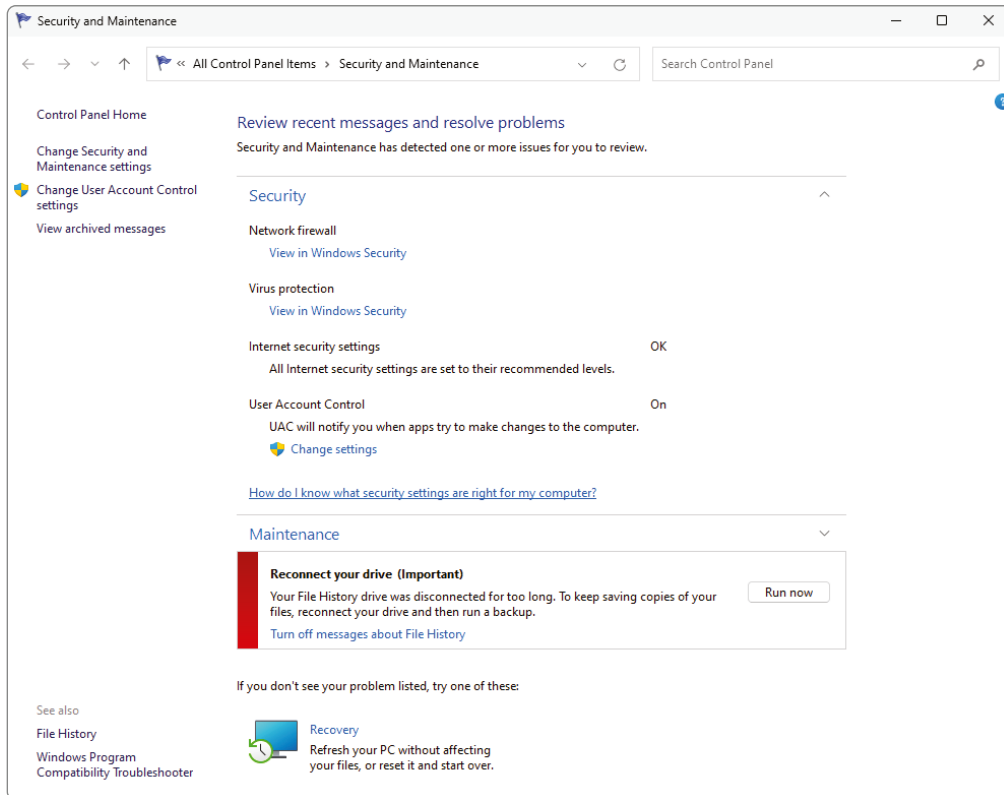 Security and Maintenance
« All Control Panel Items › Security and Maintenance
Search Control Panel
Control Panel Home
Change Security and
Maintenance settings
Change User Account Control
settings
View archived messages
Review recent messages and resolve problems
Security and Maintenance has detected one or more issues for you to review.
Security
Network firewall
View in Windows Security
Virus protection
View in Windows Security
Internet security settings OK
All Internet security settings are set to their recommended levels.
User Account Control On
UAC will notify you when apps try to make changes to the computer.
Change settings
How do I know what security settings are right for my computer?
Maintenance
Reconnect your drive (Important)
Your File History drive was disconnected for too long. To keep saving copies of your
files, reconnect your drive and then run a backup.
Run now
Turn off messages about File History
If you don't see your problem listed, try one of these:
Recovery
Refresh your PC without affecting
your files, or reset it and start over.
See also
File History
Windows Program
Compatibility Troubleshooter